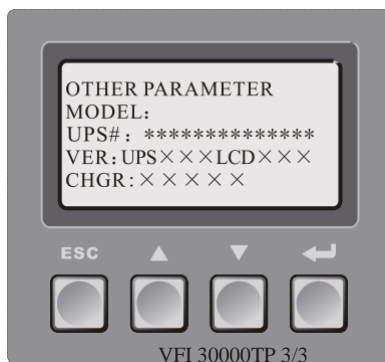 OTHER PARAMETER
MODEL:
UPS#: **************
VER:UPS×××LCD×××
CHGR:×××××
ESC
VFI 30000TP 3/3